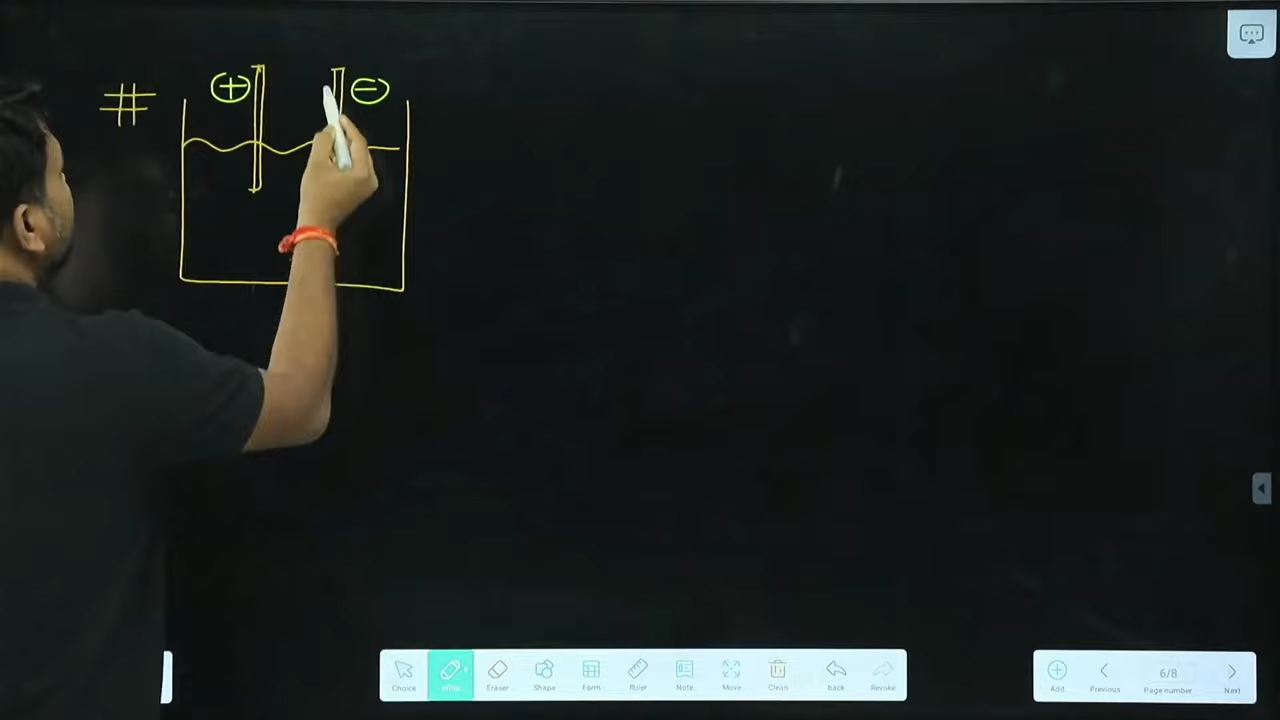 # ⊕ ⊖
Choice Write Eraser Shape Form Ruler Note Move Clean back Revoke
Add Previous 6/8 Page number Next